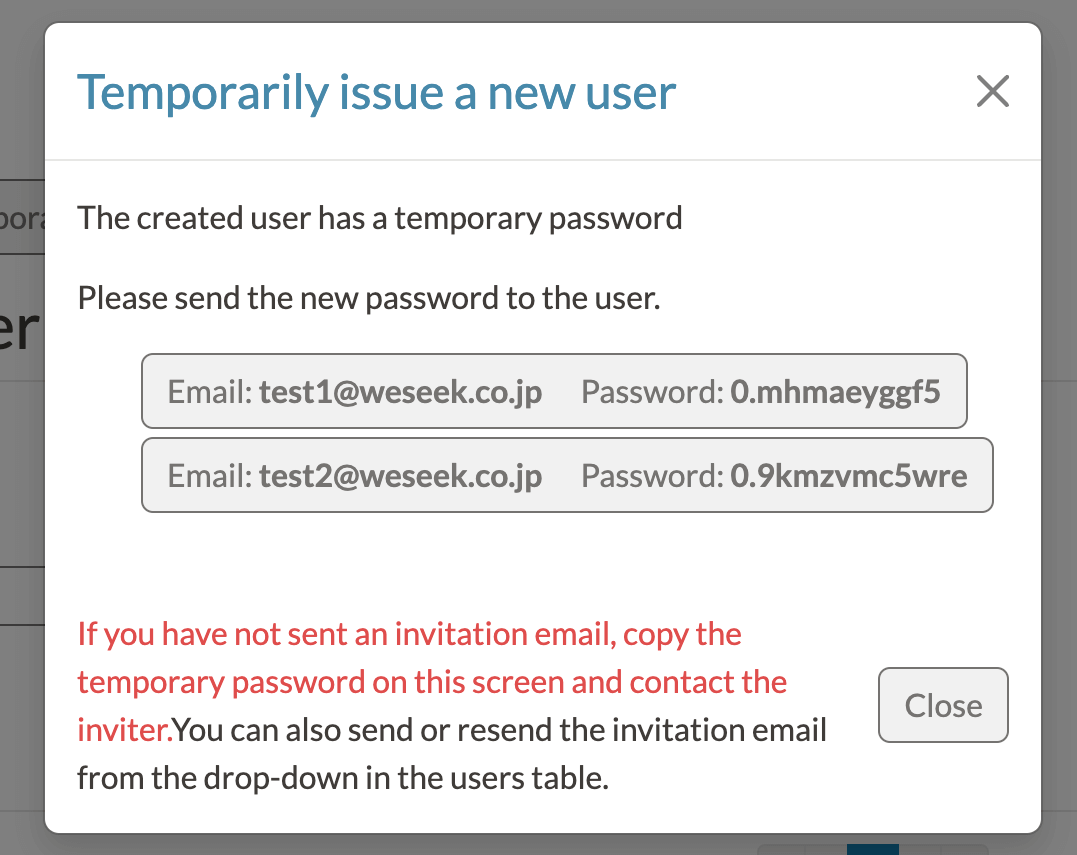 Temporarily issue a new user
The created user has a temporary password
Please send the new password to the user.
Email: test1@weseek.co.jp Password: 0.mhmaeyggf5
Email: test2@weseek.co.jp Password: 0.9kmzvmc5wre
If you have not sent an invitation email, copy the
temporary password on this screen and contact the
inviter.You can also send or resend the invitation email
from the drop-down in the users table.
Close